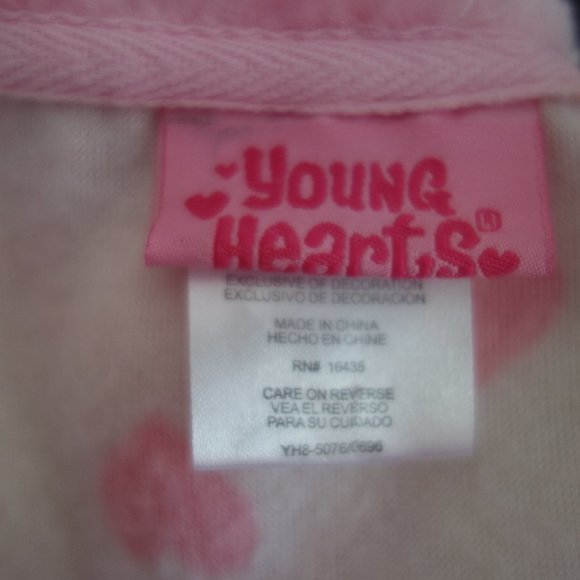 Young
Hearts®
EXCLUSIVE OF DECORATION
EXCLUSIVO DE DECORACION
MADE IN CHINA
HECHO EN CHINE
RN# 16435
CARE ON REVERSE
VEA EL REVERSO
PARA SU CUIDADO
YH8-5076/0696